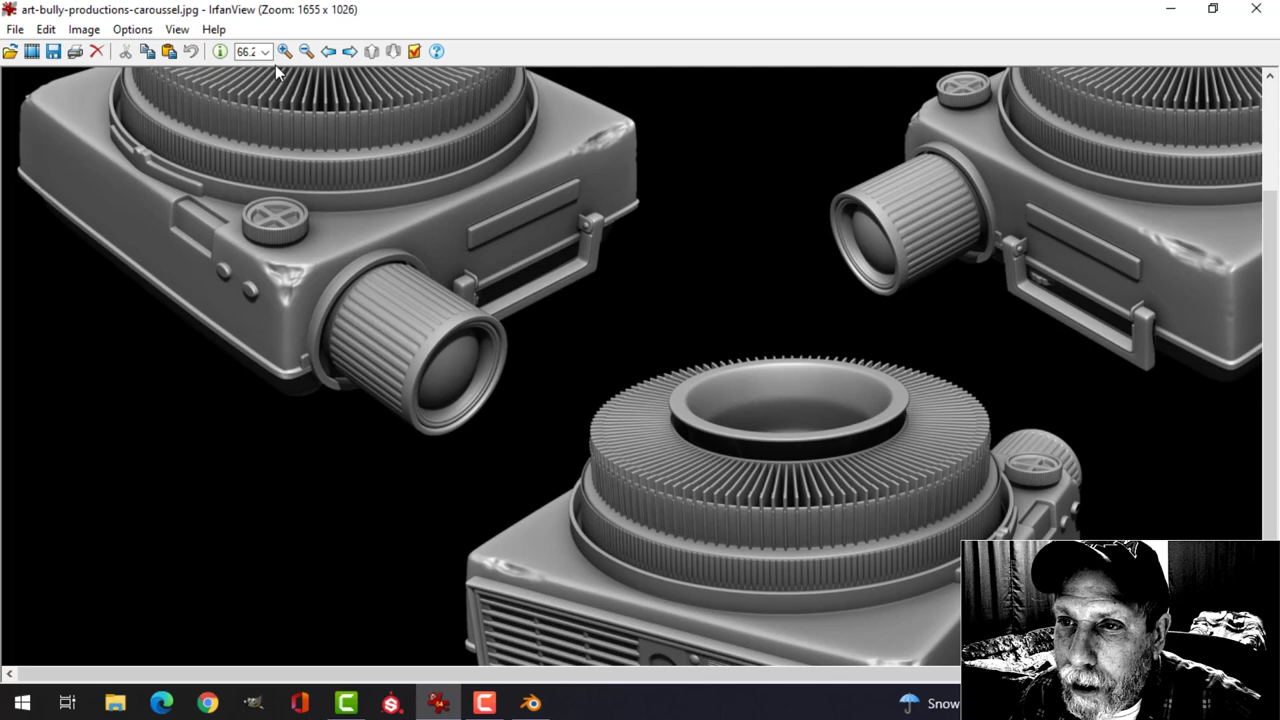 art-bully-productions-caroussel.jpg - IrfanView (Zoom: 1655 x 1026)
File Edit Image Options View Help
66.2
Snow